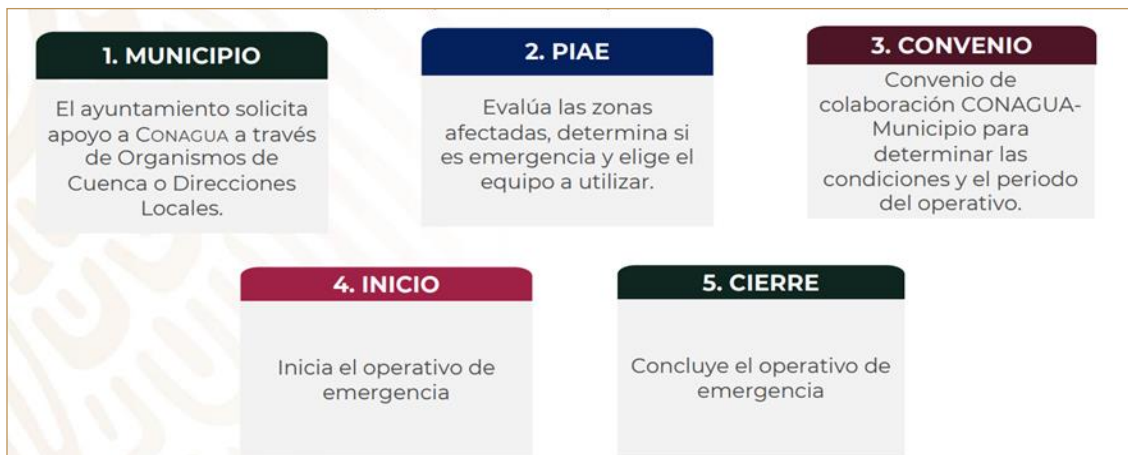 1. MUNICIPIO
El ayuntamiento solicita
apoyo a CONAGUA a través
de Organismos de
Cuenca o Direcciones
Locales.
2. PIAE
Evalúa las zonas
afectadas, determina si
es emergencia y elige el
equipo a utilizar.
3. CONVENIO
Convenio de
colaboración CONAGUA-
Municipio para
determinar las
condiciones y el periodo
del operativo.
4. INICIO
Inicia el operativo de
emergencia
5. CIERRE
Concluye el operativo de
emergencia